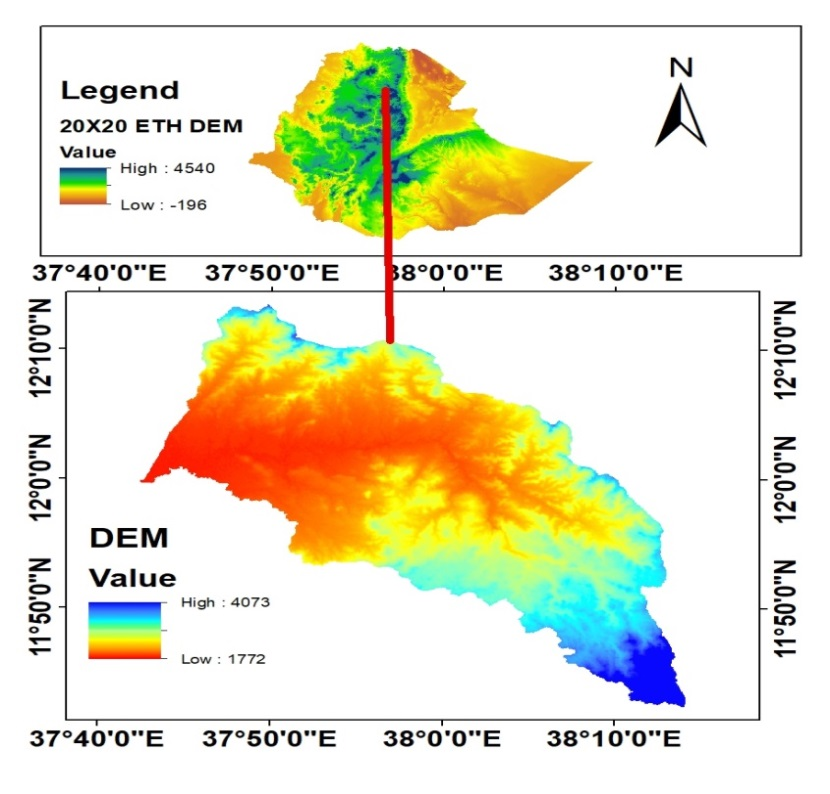 N
Legend
20X20 ETH DEM
Value
High : 4540
Low : -196
37°40'0"E 37°50'0"E 38°0'0"E 38°10'0"E
12°10'0"N 12°10'0"N
12°0'0"N 12°0'0"N
DEM
Value
High : 4073
Low : 1772
11°50'0"N 11°50'0"N
37°40'0"E 37°50'0"E 38°0'0"E 38°10'0"E